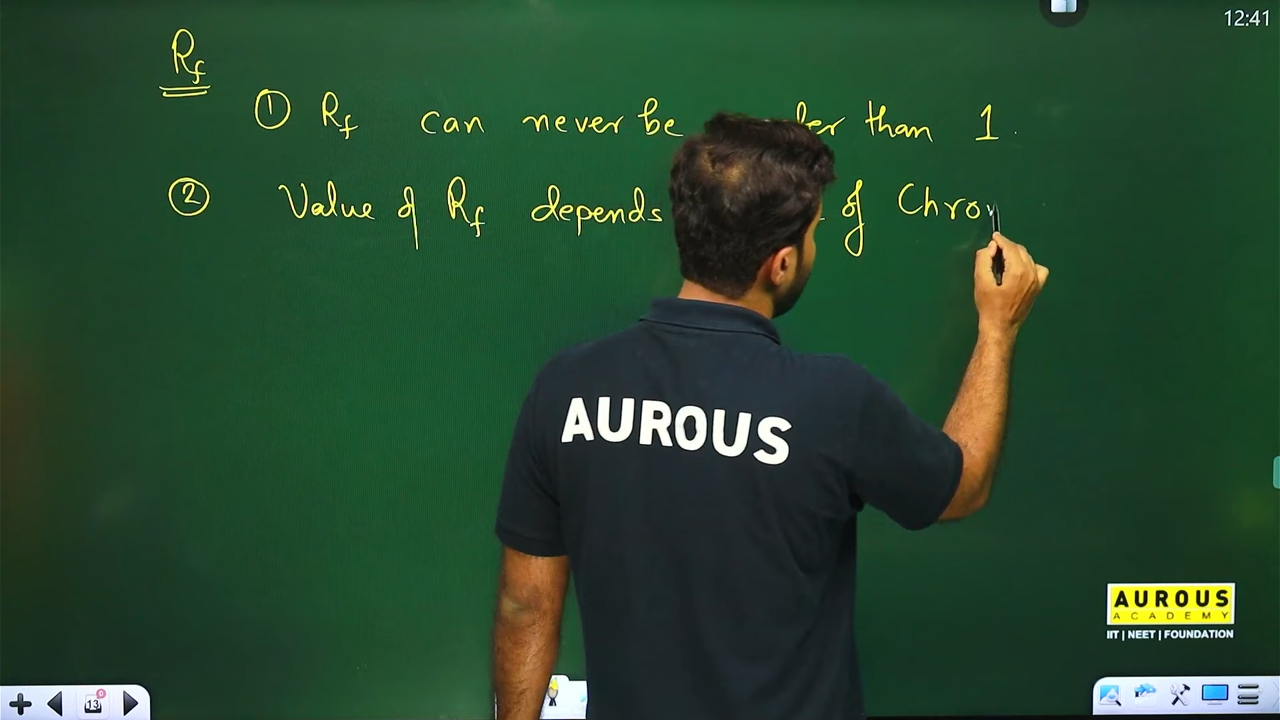 12:41
Rf
① Rf can never be than 1.
② Value of Rf depends of Chro
AUROUS
AUROUS
ACADEMY
IIT | NEET | FOUNDATION
13